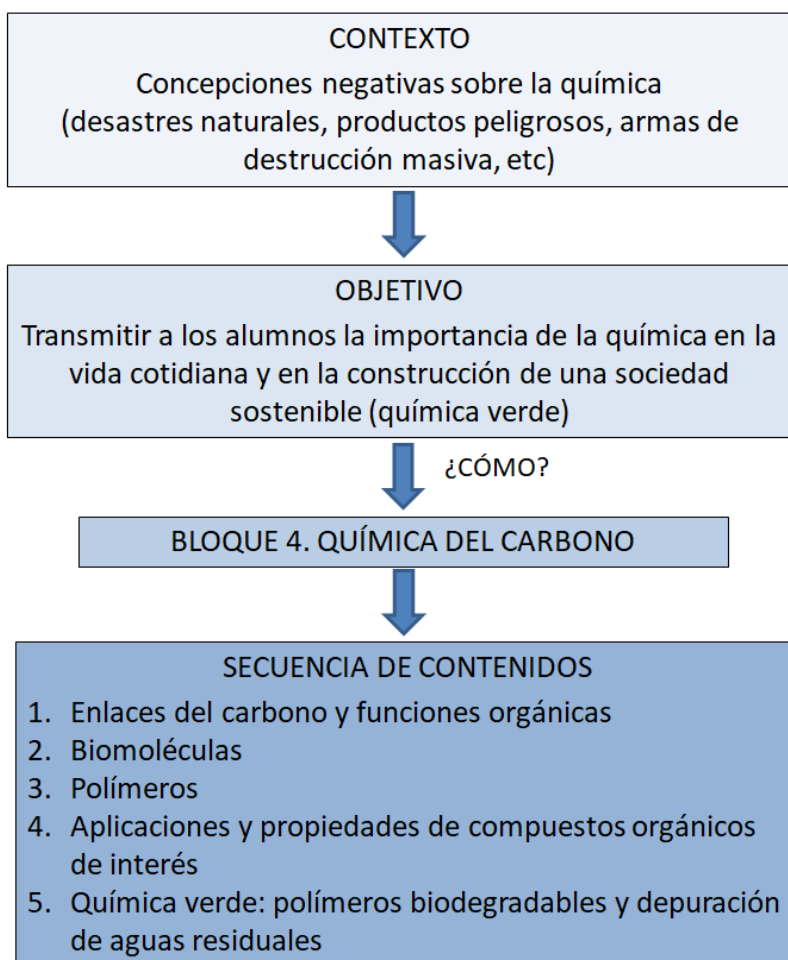 CONTEXTO
Concepciones negativas sobre la química
(desastres naturales, productos peligrosos, armas de
destrucción masiva, etc)
OBJETIVO
Transmitir a los alumnos la importancia de la química en la
vida cotidiana y en la construcción de una sociedad
sostenible (química verde)
¿CÓMO?
BLOQUE 4. QUÍMICA DEL CARBONO
SECUENCIA DE CONTENIDOS
1. Enlaces del carbono y funciones orgánicas
2. Biomoléculas
3. Polímeros
4. Aplicaciones y propiedades de compuestos orgánicos
de interés
5. Química verde: polímeros biodegradables y depuración
de aguas residuales